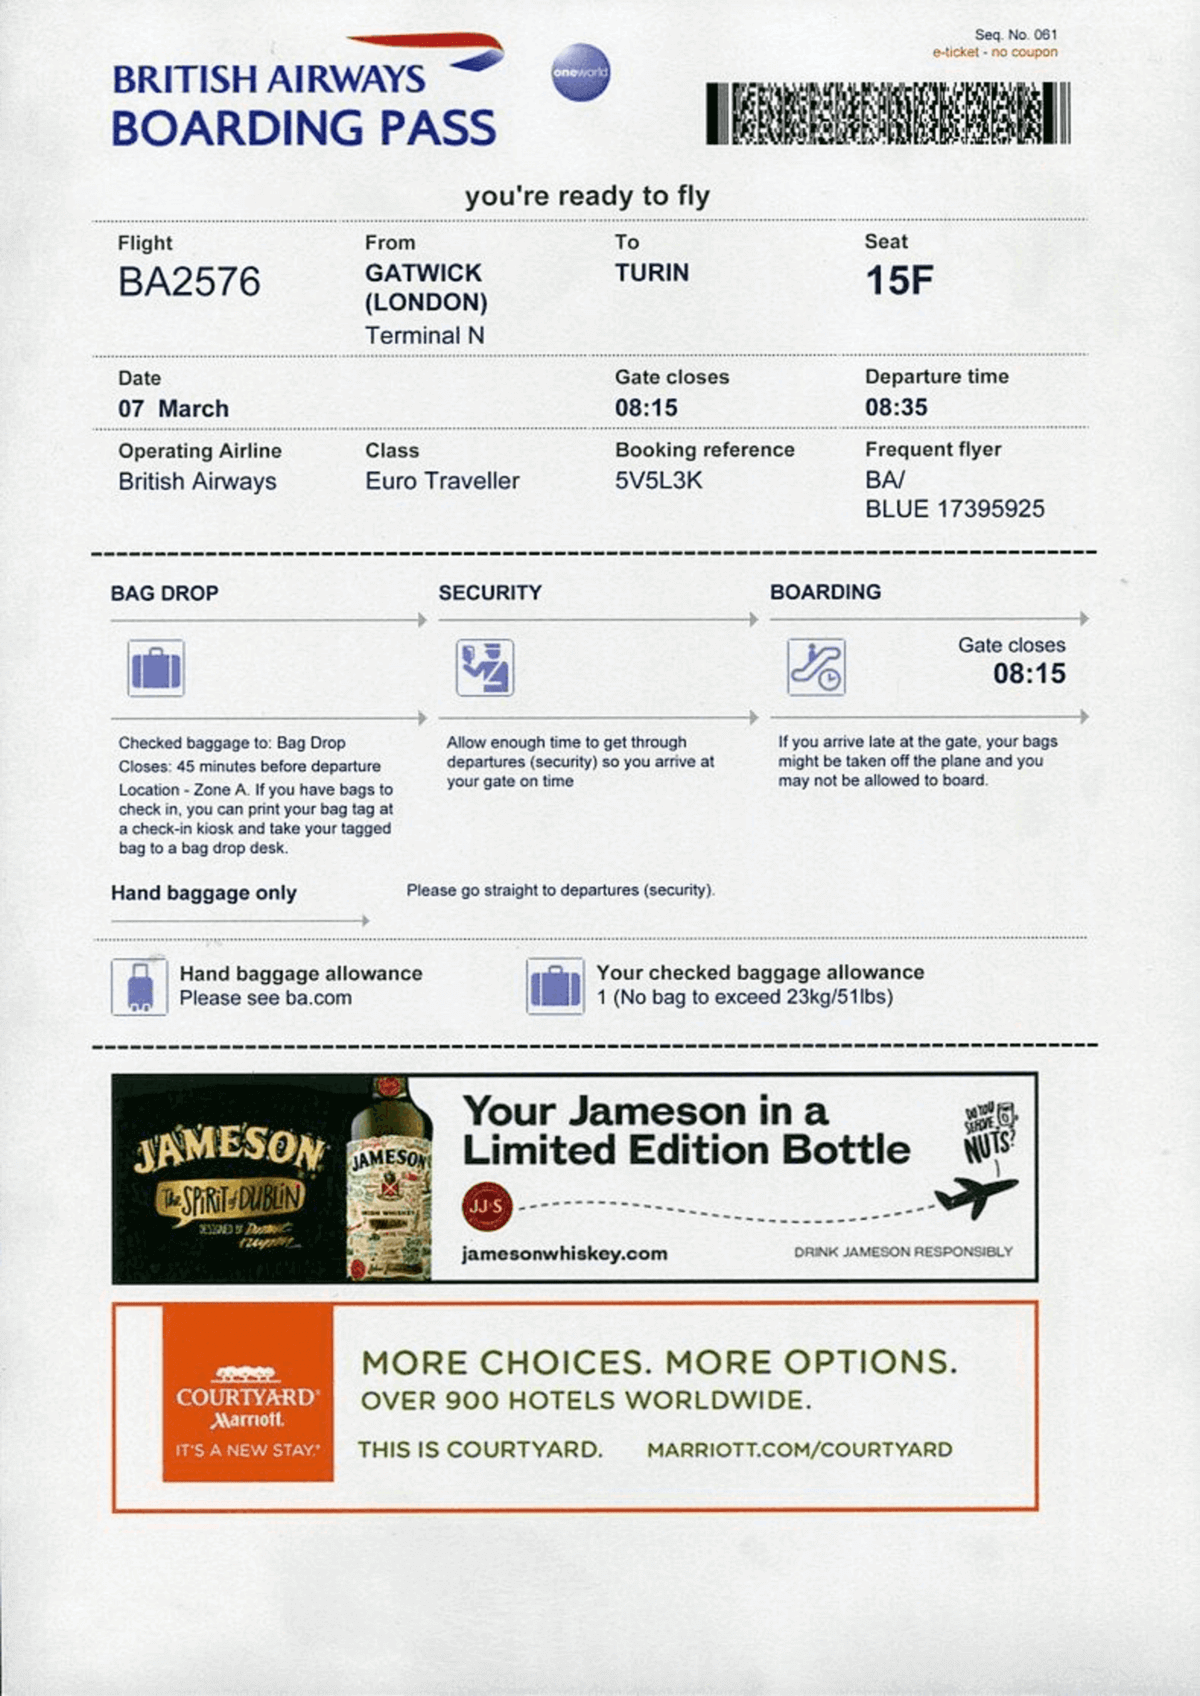 Seq. No. 061
e-ticket - no coupon
BRITISH AIRWAYS
oneworld
BOARDING PASS
you're ready to fly
Flight From To Seat
BA2576 GATWICK TURIN 15F
(LONDON)
Terminal N
Date Gate closes Departure time
07 March 08:15 08:35
Operating Airline Class Booking reference Frequent flyer
British Airways Euro Traveller 5V5L3K BA/
BLUE 17395925
BAG DROP SECURITY BOARDING
Gate closes
08:15
Checked baggage to: Bag Drop
Closes: 45 minutes before departure
Location - Zone A. If you have bags to
check in, you can print your bag tag at
a check-in kiosk and take your tagged
bag to a bag drop desk.
Allow enough time to get through
departures (security) so you arrive at
your gate on time
If you arrive late at the gate, your bags
might be taken off the plane and you
may not be allowed to board.
Hand baggage only Please go straight to departures (security).
Hand baggage allowance
Please see ba.com
Your checked baggage allowance
1 (No bag to exceed 23kg/51lbs)
JAMESON
The SPIRIT of DUBLIN
DESIGNED BY
JAMESON
IRISH WHISKEY
Your Jameson in a
Limited Edition Bottle
DO YOU
SERVE
NUTS?
JJ&S
jamesonwhiskey.com DRINK JAMESON RESPONSIBLY
COURTYARD®
Marriott.
IT'S A NEW STAY.®
MORE CHOICES. MORE OPTIONS.
OVER 900 HOTELS WORLDWIDE.
THIS IS COURTYARD. MARRIOTT.COM/COURTYARD